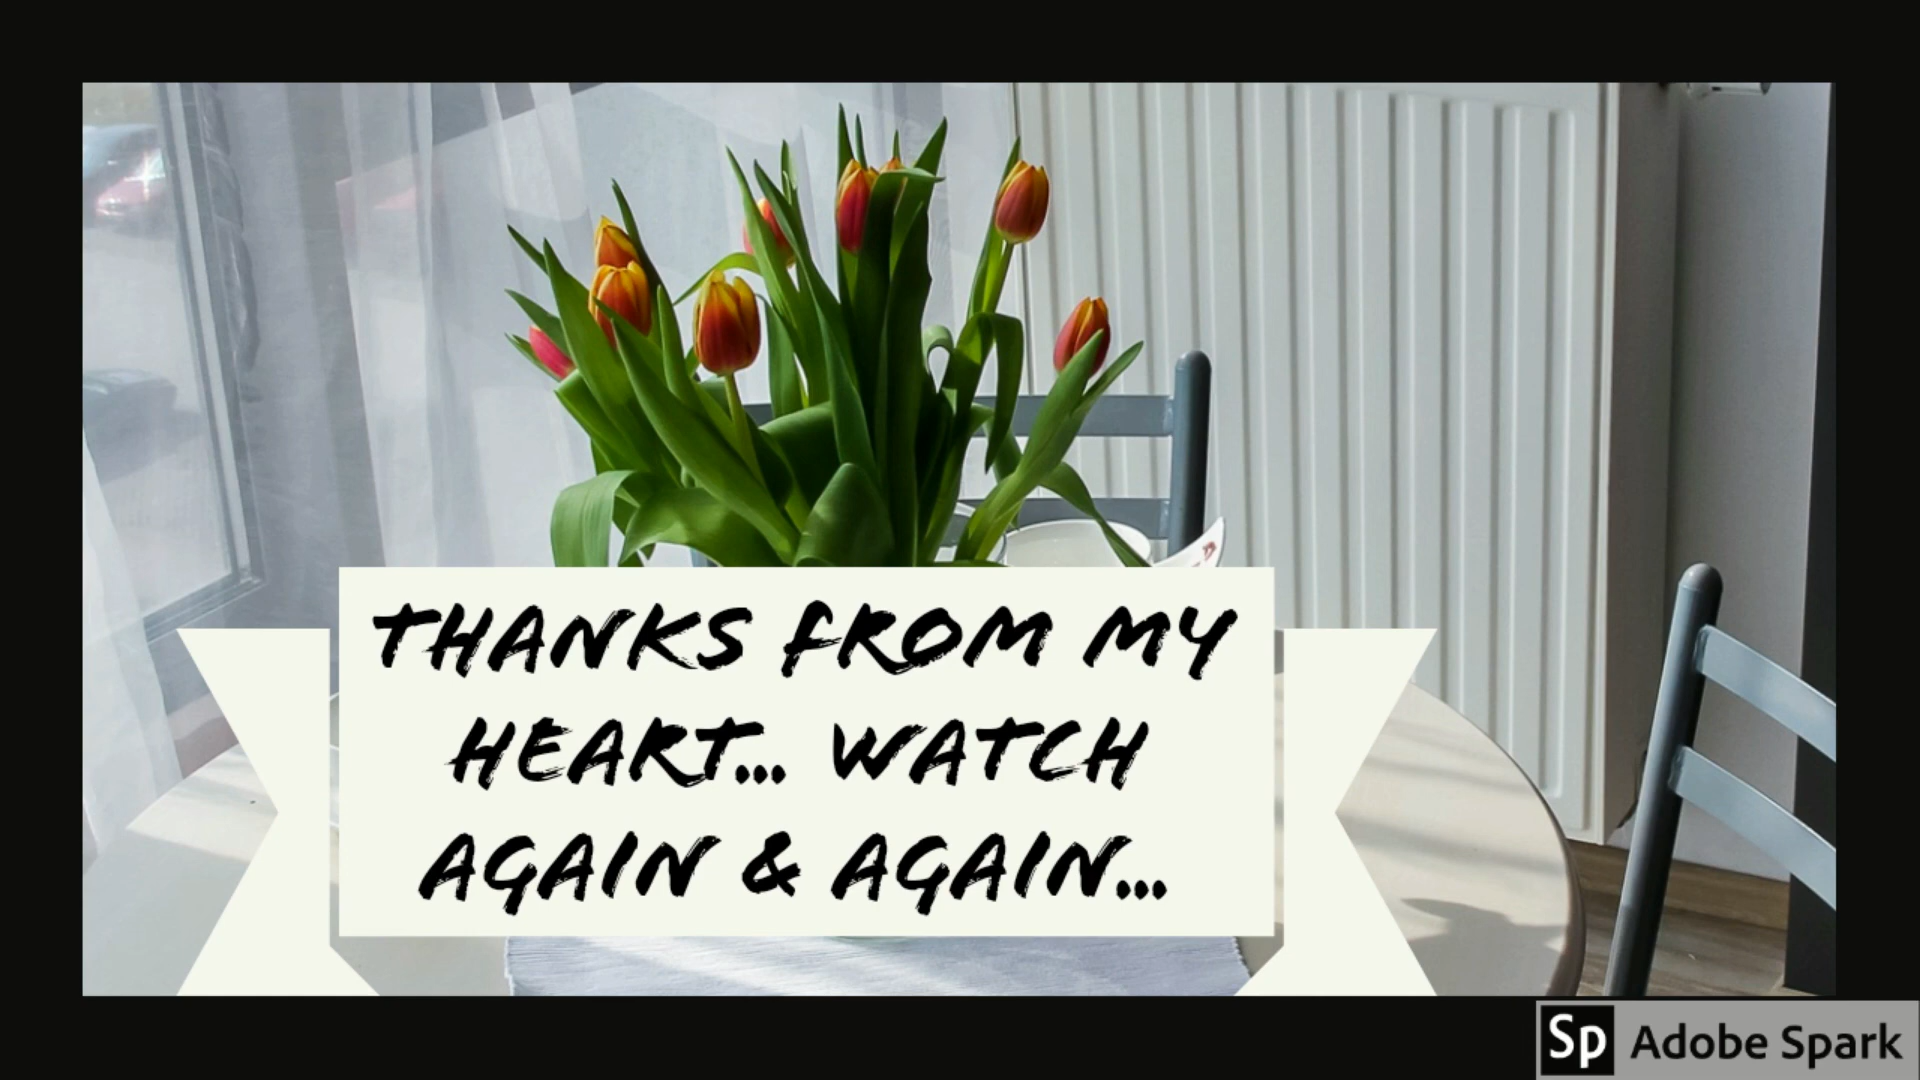 THANKS FROM MY
HEART... WATCH
AGAIN & AGAIN...
Sp Adobe Spark